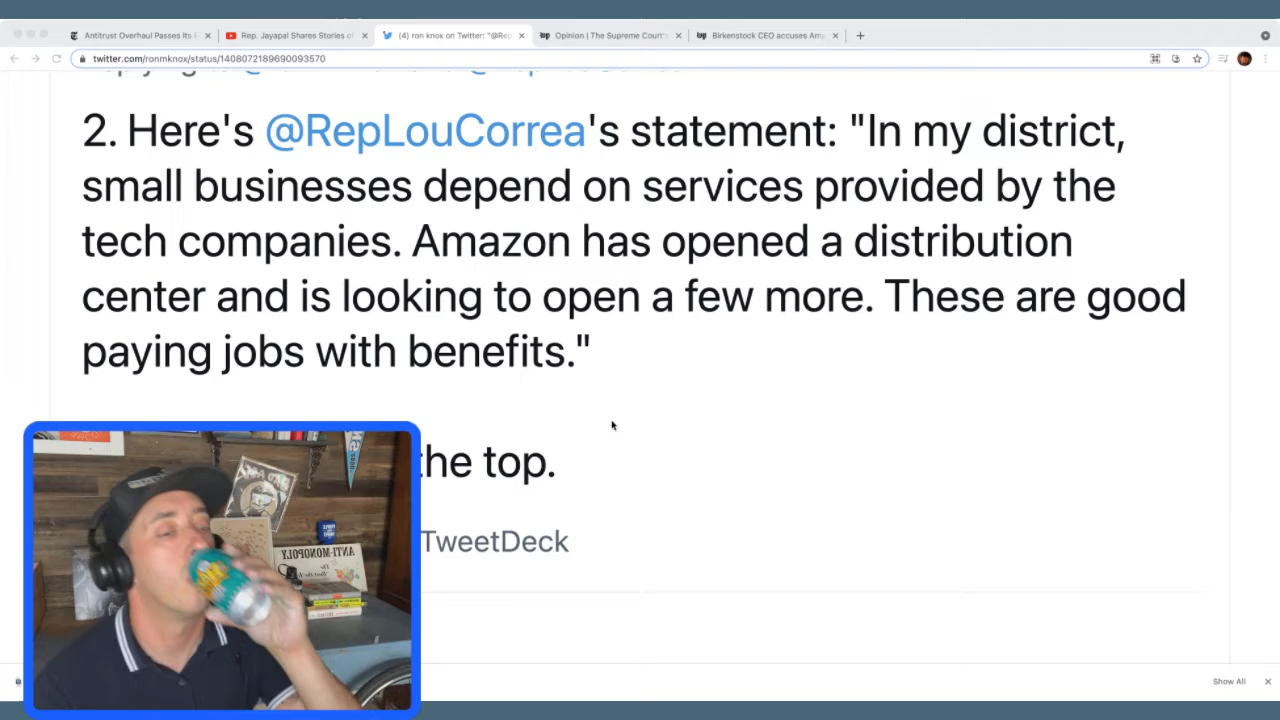 Antitrust Overhaul Passes Its F
Rep. Jayapal Shares Stories of
(4) ron knox on Twitter: "@Rep
Opinion | The Supreme Court's
Birkenstock CEO accuses Ama
twitter.com/ronmknox/status/1408072189690093570
2. Here's @RepLouCorrea's statement: "In my district,
small businesses depend on services provided by the
tech companies. Amazon has opened a distribution
center and is looking to open a few more. These are good
paying jobs with benefits."
the top.
TweetDeck
ANTI-MONOPOLY
Show All